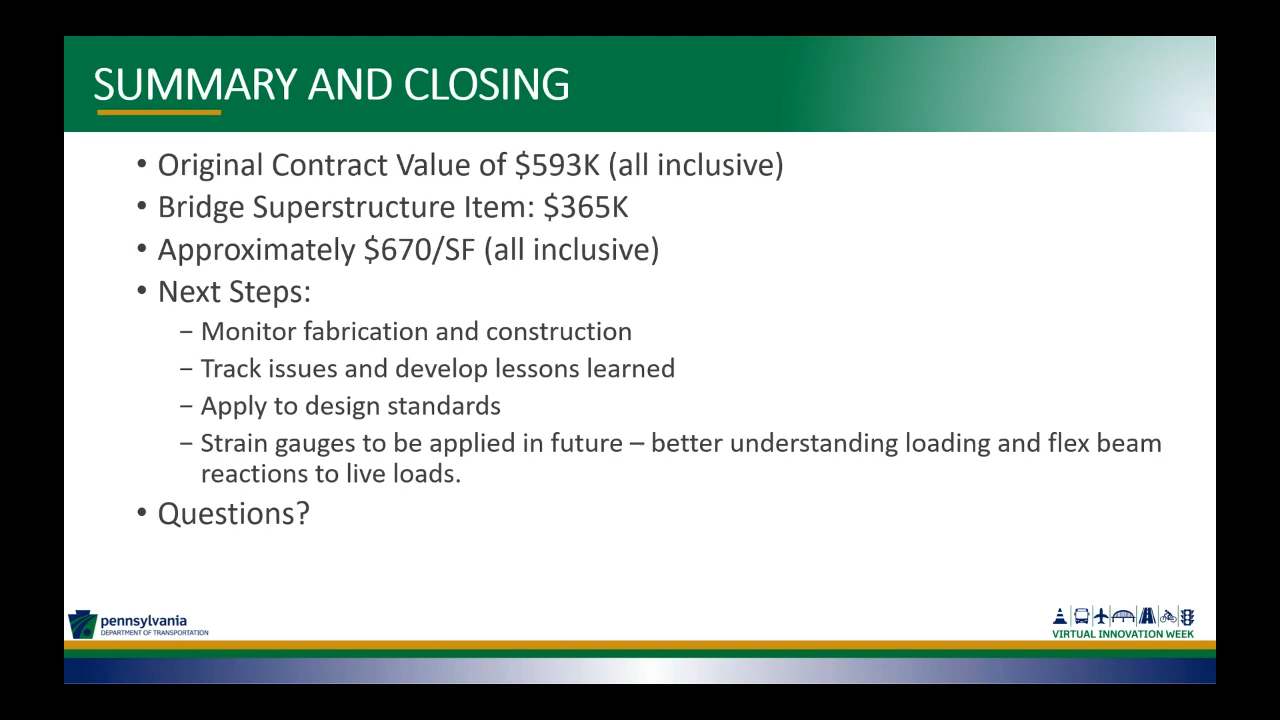 SUMMARY AND CLOSING
• Original Contract Value of $593K (all inclusive)
• Bridge Superstructure Item: $365K
• Approximately $670/SF (all inclusive)
• Next Steps:
– Monitor fabrication and construction
– Track issues and develop lessons learned
– Apply to design standards
– Strain gauges to be applied in future – better understanding loading and flex beam
reactions to live loads.
• Questions?
pennsylvania
DEPARTMENT OF TRANSPORTATION
VIRTUAL INNOVATION WEEK